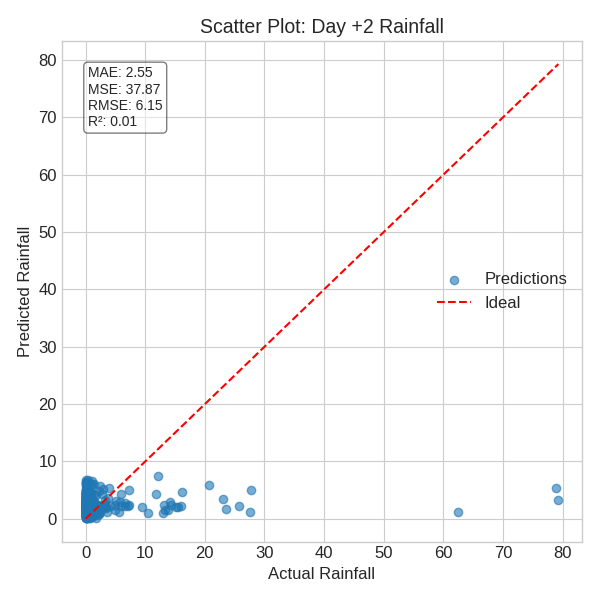 Scatter Plot: Day +2 Rainfall
MAE: 2.55
MSE: 37.87
RMSE: 6.15
R²: 0.01
80
70
60
50
40
30
20
10
0
Predicted Rainfall
Predictions
Ideal
0 10 20 30 40 50 60 70 80
Actual Rainfall